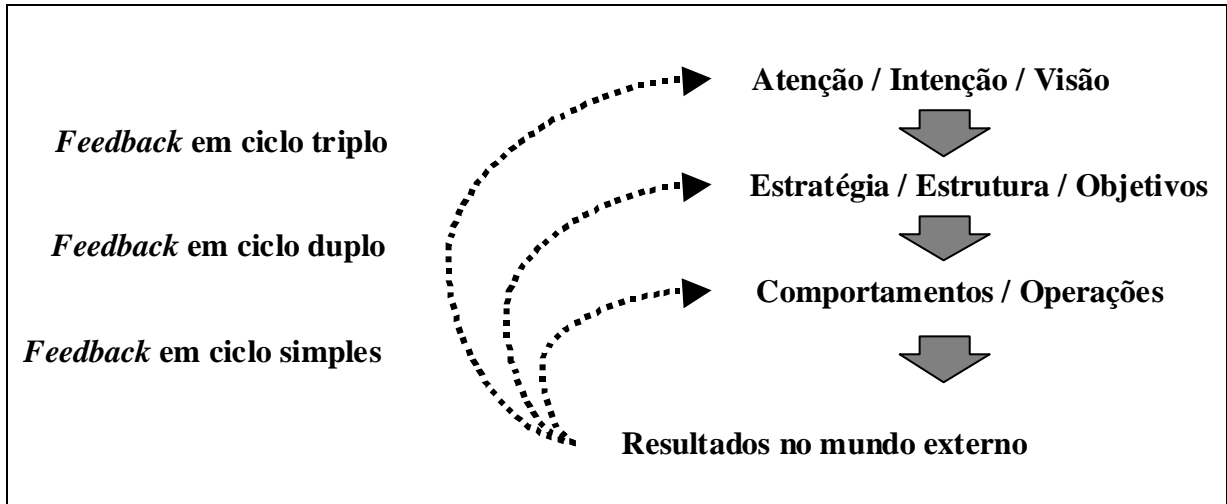 Atenção / Intenção / Visão
Feedback em ciclo triplo
Estratégia / Estrutura / Objetivos
Feedback em ciclo duplo
Comportamentos / Operações
Feedback em ciclo simples
Resultados no mundo externo